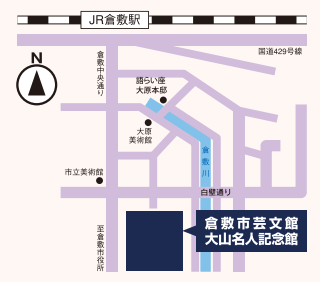 JR倉敷駅
国道429号線
倉敷中央通り
N
語らい座
大原本邸
大原
美術館
倉敷川
市立美術館
白壁通り
倉敷市芸文館
大山名人記念館
至倉敷市役所